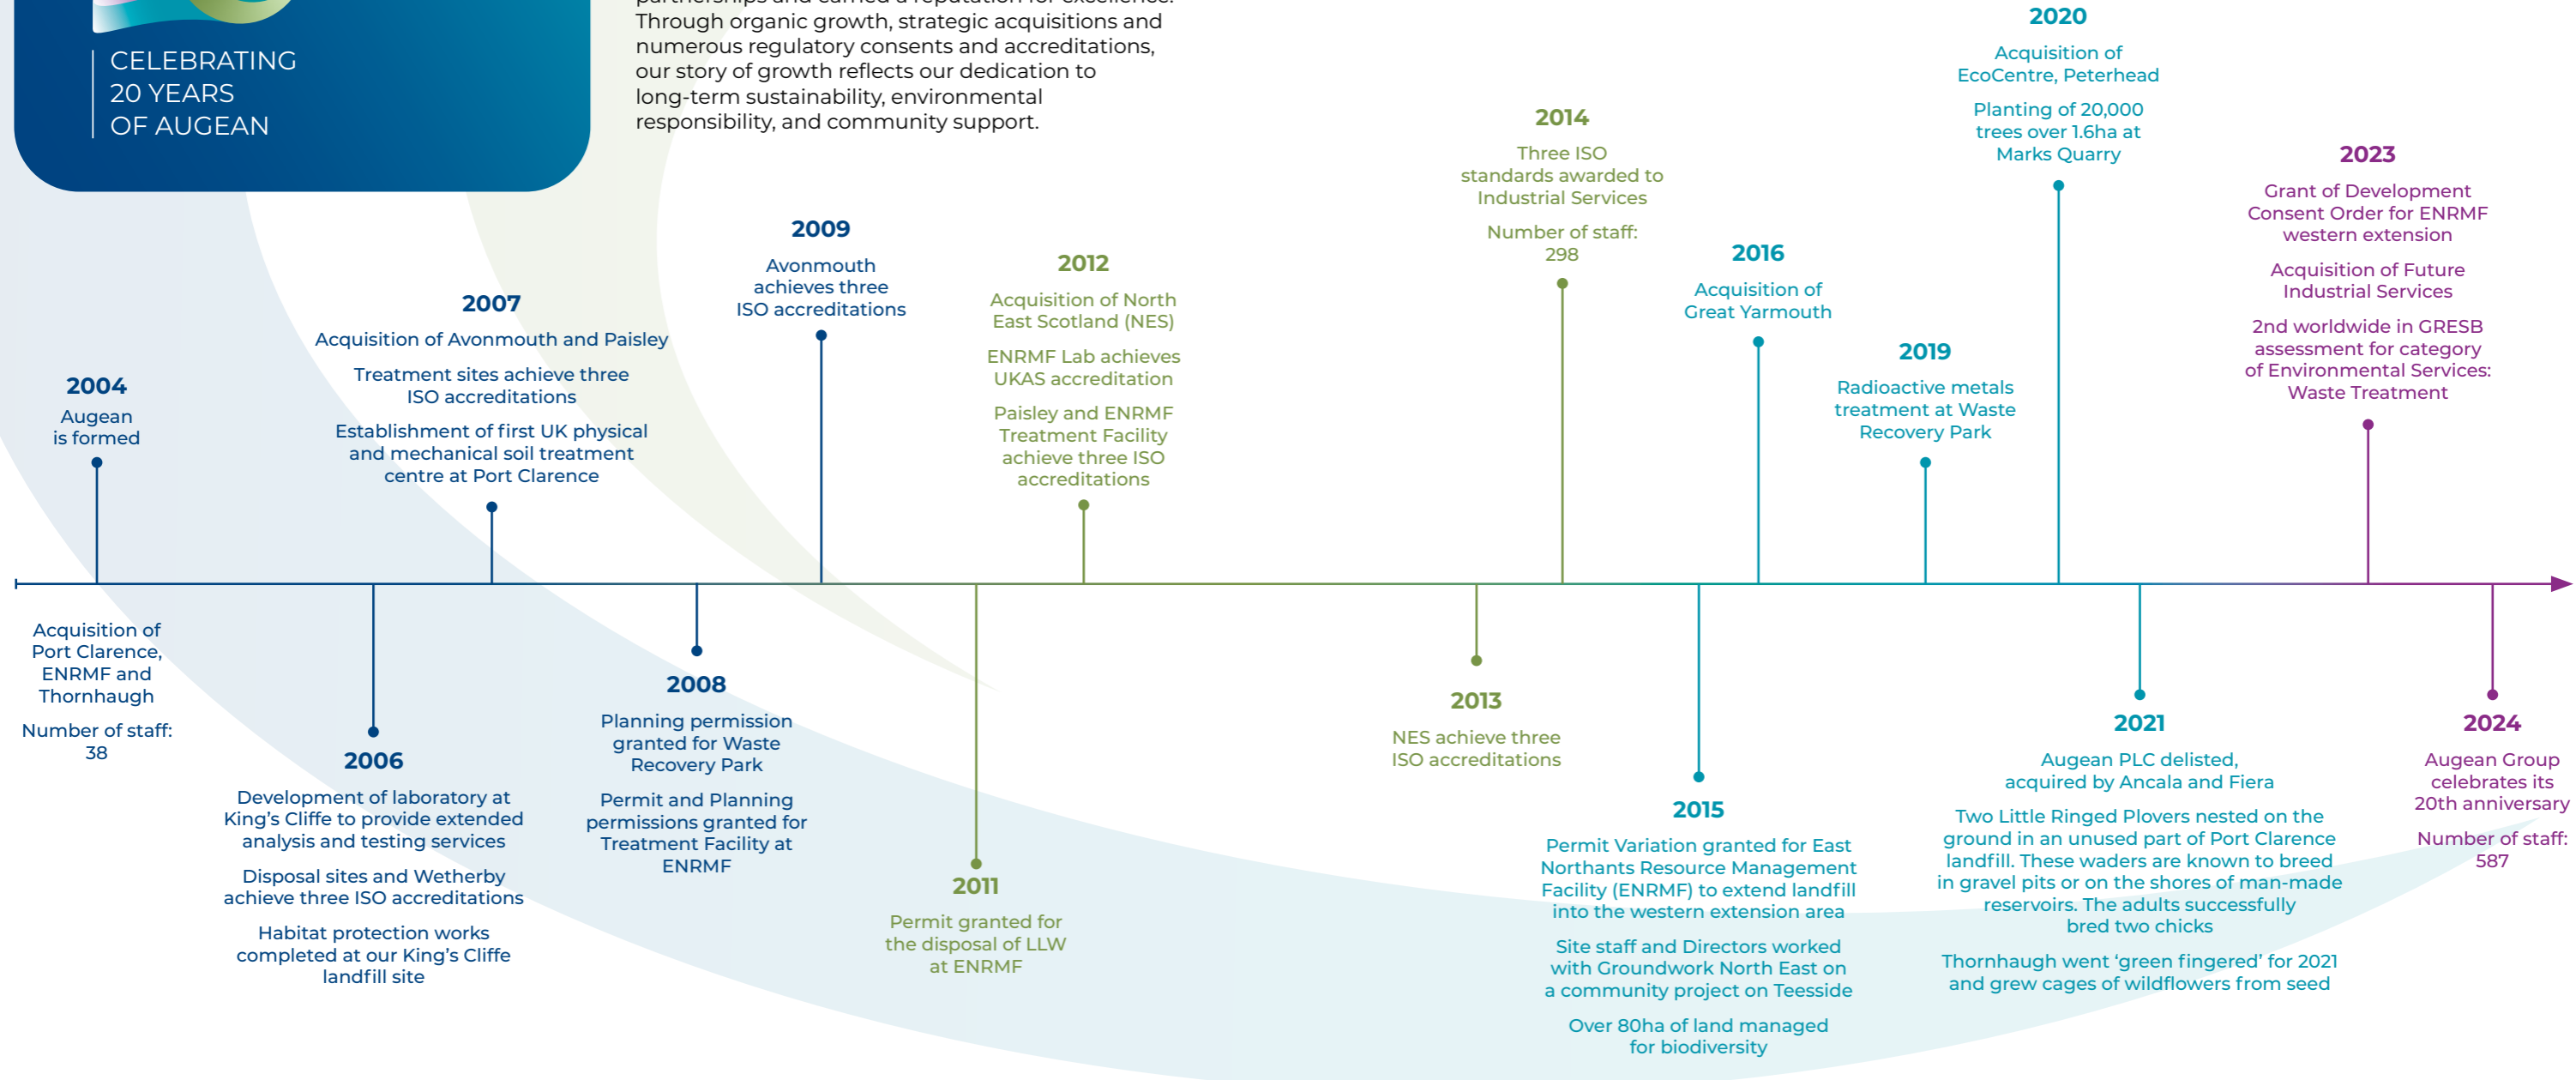 CELEBRATING
20 YEARS
OF AUGEAN
partnerships and earned a reputation for excellence.
Through organic growth, strategic acquisitions and
numerous regulatory consents and accreditations,
our story of growth reflects our dedication to
long-term sustainability, environmental
responsibility, and community support.
2004
Augean
is formed
Acquisition of
Port Clarence,
ENRMF and
Thornhaugh
Number of staff:
38
2006
Development of laboratory at
King’s Cliffe to provide extended
analysis and testing services
Disposal sites and Wetherby
achieve three ISO accreditations
Habitat protection works
completed at our King’s Cliffe
landfill site
2007
Acquisition of Avonmouth and Paisley
Treatment sites achieve three
ISO accreditations
Establishment of first UK physical
and mechanical soil treatment
centre at Port Clarence
2008
Planning permission
granted for Waste
Recovery Park
Permit and Planning
permissions granted for
Treatment Facility at
ENRMF
2009
Avonmouth
achieves three
ISO accreditations
2011
Permit granted for
the disposal of LLW
at ENRMF
2012
Acquisition of North
East Scotland (NES)
ENRMF Lab achieves
UKAS accreditation
Paisley and ENRMF
Treatment Facility
achieve three ISO
accreditations
2013
NES achieve three
ISO accreditations
2014
Three ISO
standards awarded to
Industrial Services
Number of staff:
298
2015
Permit Variation granted for East
Northants Resource Management
Facility (ENRMF) to extend landfill
into the western extension area
Site staff and Directors worked
with Groundwork North East on
a community project on Teesside
Over 80ha of land managed
for biodiversity
2016
Acquisition of
Great Yarmouth
2019
Radioactive metals
treatment at Waste
Recovery Park
2020
Acquisition of
EcoCentre, Peterhead
Planting of 20,000
trees over 1.6ha at
Marks Quarry
2021
Augean PLC delisted,
acquired by Ancala and Fiera
Two Little Ringed Plovers nested on the
ground in an unused part of Port Clarence
landfill. These waders are known to breed
in gravel pits or on the shores of man-made
reservoirs. The adults successfully
bred two chicks
Thornhaugh went ‘green fingered’ for 2021
and grew cages of wildflowers from seed
2023
Grant of Development
Consent Order for ENRMF
western extension
Acquisition of Future
Industrial Services
2nd worldwide in GRESB
assessment for category
of Environmental Services:
Waste Treatment
2024
Augean Group
celebrates its
20th anniversary
Number of staff:
587